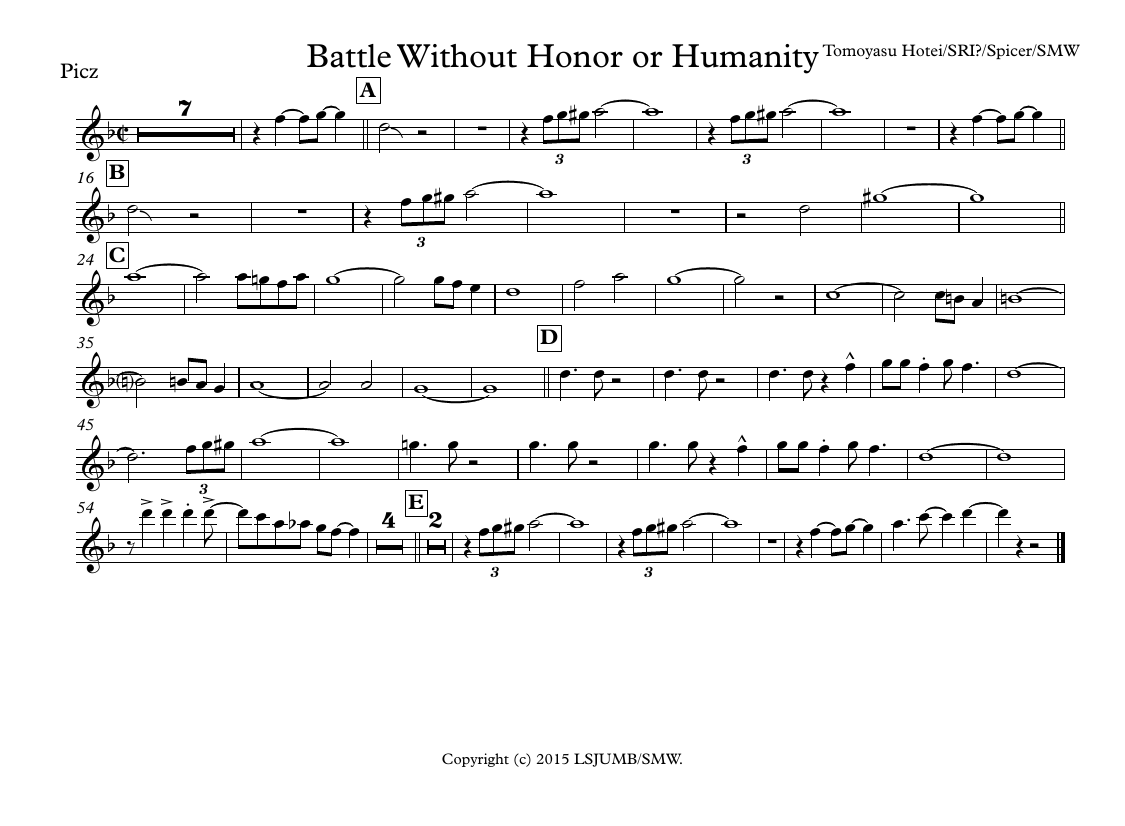 Battle Without Honor or Humanity
Tomoyasu Hotei/SRI?/Spicer/SMW
Picz
7
A
3
3
16
B
3
24
C
35
D
45
3
54
4
E
2
3
3
Copyright (c) 2015 LSJUMB/SMW.